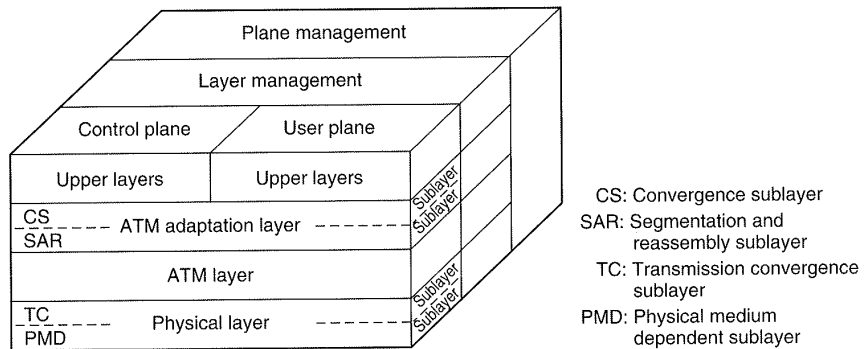 Plane management
Layer management
Control plane
User plane
Upper layers
Upper layers
CS
SAR
ATM adaptation layer
Sublayer
Sublayer
ATM layer
TC
PMD
Physical layer
Sublayer
Sublayer
CS: Convergence sublayer
SAR: Segmentation and
reassembly sublayer
TC: Transmission convergence
sublayer
PMD: Physical medium
dependent sublayer